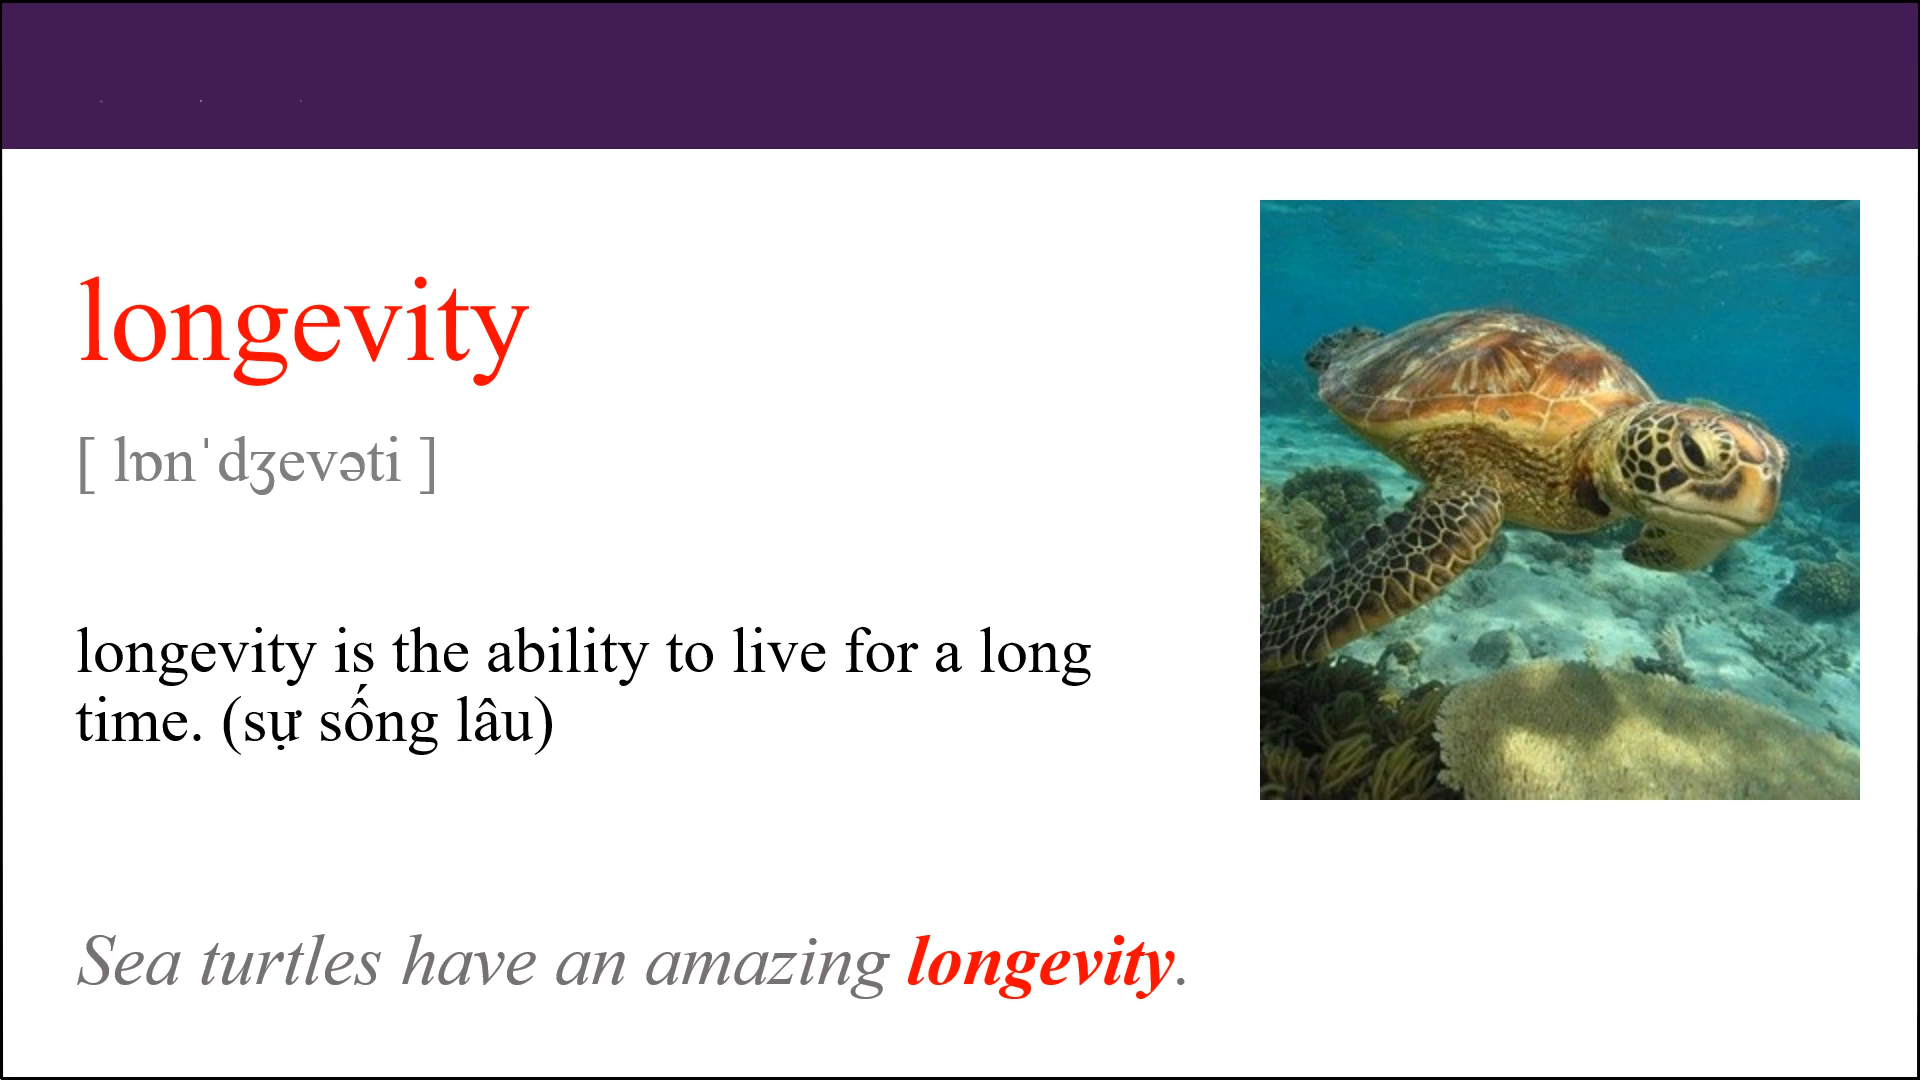 longevity
[ lɒnˈdʒevəti ]
longevity is the ability to live for a long
time. (sự sống lâu)
Sea turtles have an amazing longevity.